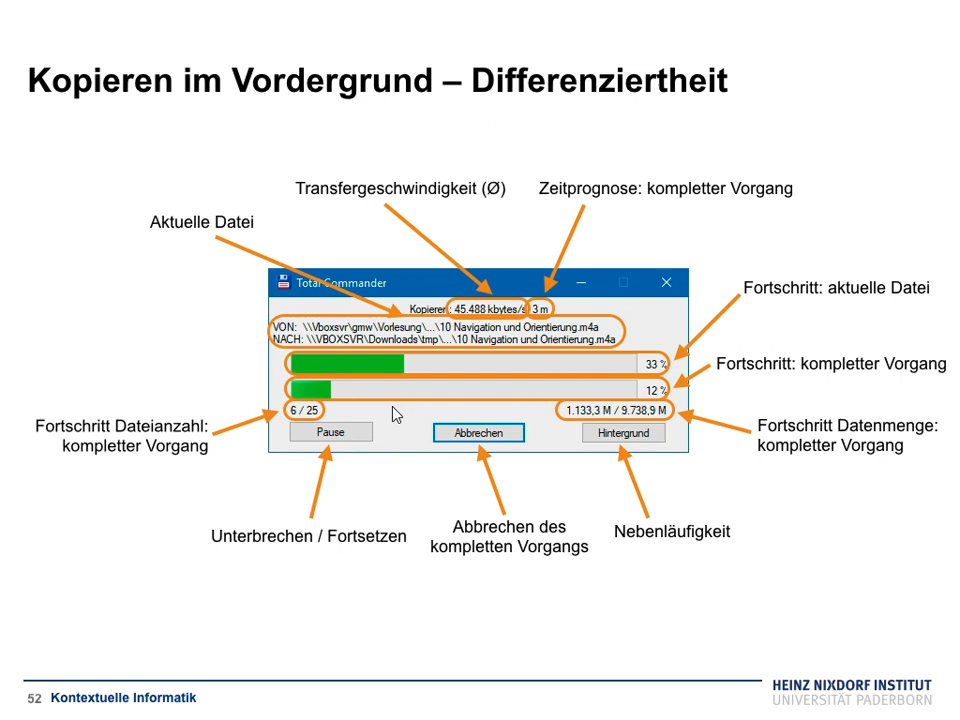 Kopieren im Vordergrund – Differenziertheit
Transfergeschwindigkeit (Ø)
Zeitprognose: kompletter Vorgang
Aktuelle Datei
Total Commander
Fortschritt: aktuelle Datei
Kopieren: 45.488 kbytes/s, 3 m
VON: \\Vboxsvr\gmw\Vorlesung\...\10 Navigation und Orientierung.m4a
NACH: \\VBOXSVR\Downloads\tmp\...\10 Navigation und Orientierung.m4a
33 %
Fortschritt: kompletter Vorgang
12 %
6 / 25
1.133,3 M / 9.738,9 M
Fortschritt Dateianzahl:
kompletter Vorgang
Fortschritt Datenmenge:
kompletter Vorgang
Pause
Abbrechen
Hintergrund
Unterbrechen / Fortsetzen
Abbrechen des
kompletten Vorgangs
Nebenläufigkeit
52 Kontextuelle Informatik
HEINZ NIXDORF INSTITUT
UNIVERSITÄT PADERBORN